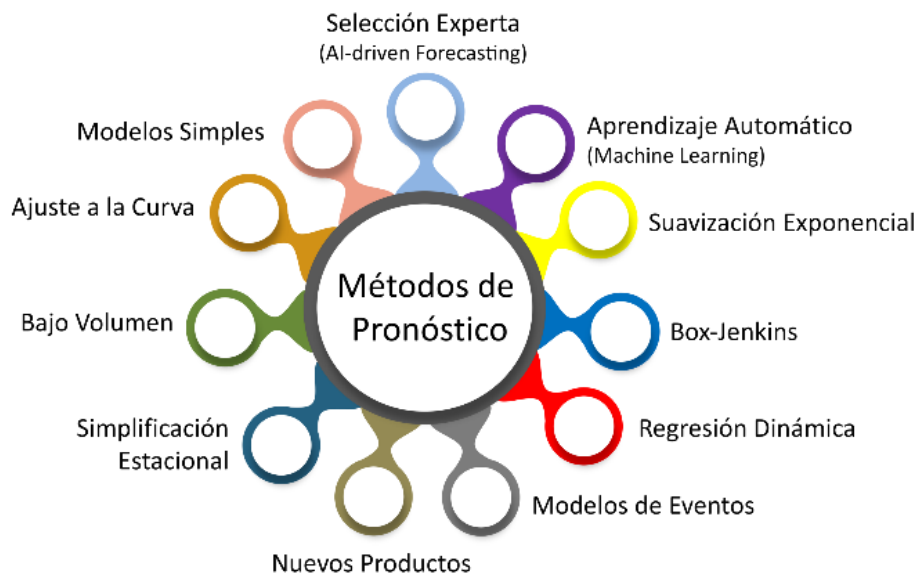 Selección Experta
(AI-driven Forecasting)
Aprendizaje Automático
(Machine Learning)
Suavización Exponencial
Box-Jenkins
Regresión Dinámica
Modelos de Eventos
Nuevos Productos
Simplificación
Estacional
Bajo Volumen
Ajuste a la Curva
Modelos Simples
Métodos de
Pronóstico